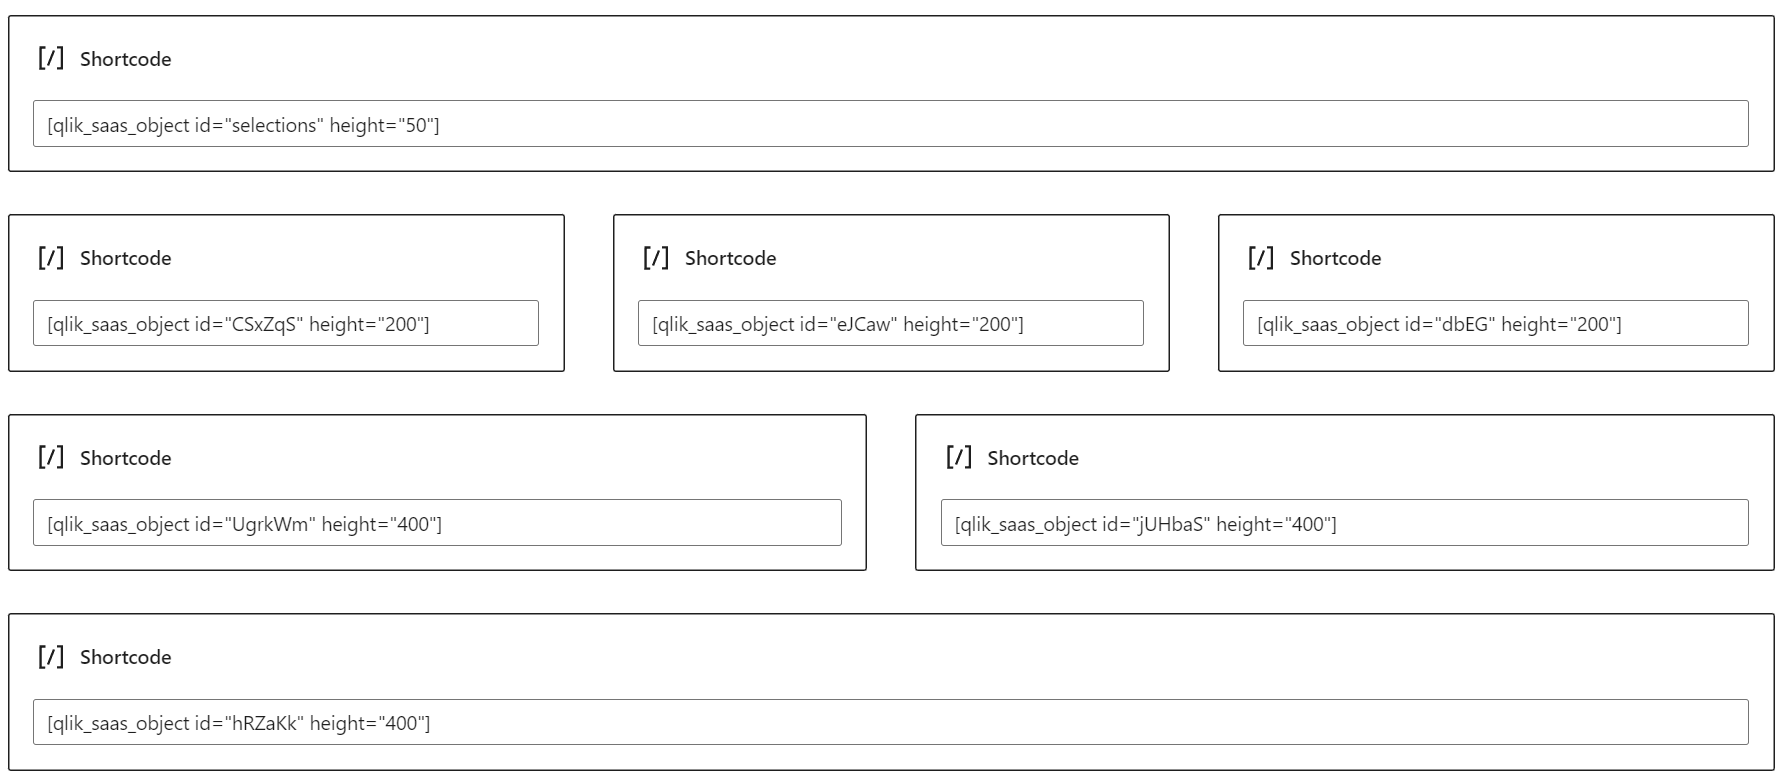 [/] Shortcode
[qlik_saas_object id="selections" height="50"]
[/] Shortcode
[qlik_saas_object id="CSxZqS" height="200"]
[/] Shortcode
[qlik_saas_object id="eJCaw" height="200"]
[/] Shortcode
[qlik_saas_object id="dbEG" height="200"]
[/] Shortcode
[qlik_saas_object id="UgrkWm" height="400"]
[/] Shortcode
[qlik_saas_object id="jUHbaS" height="400"]
[/] Shortcode
[qlik_saas_object id="hRZaKk" height="400"]